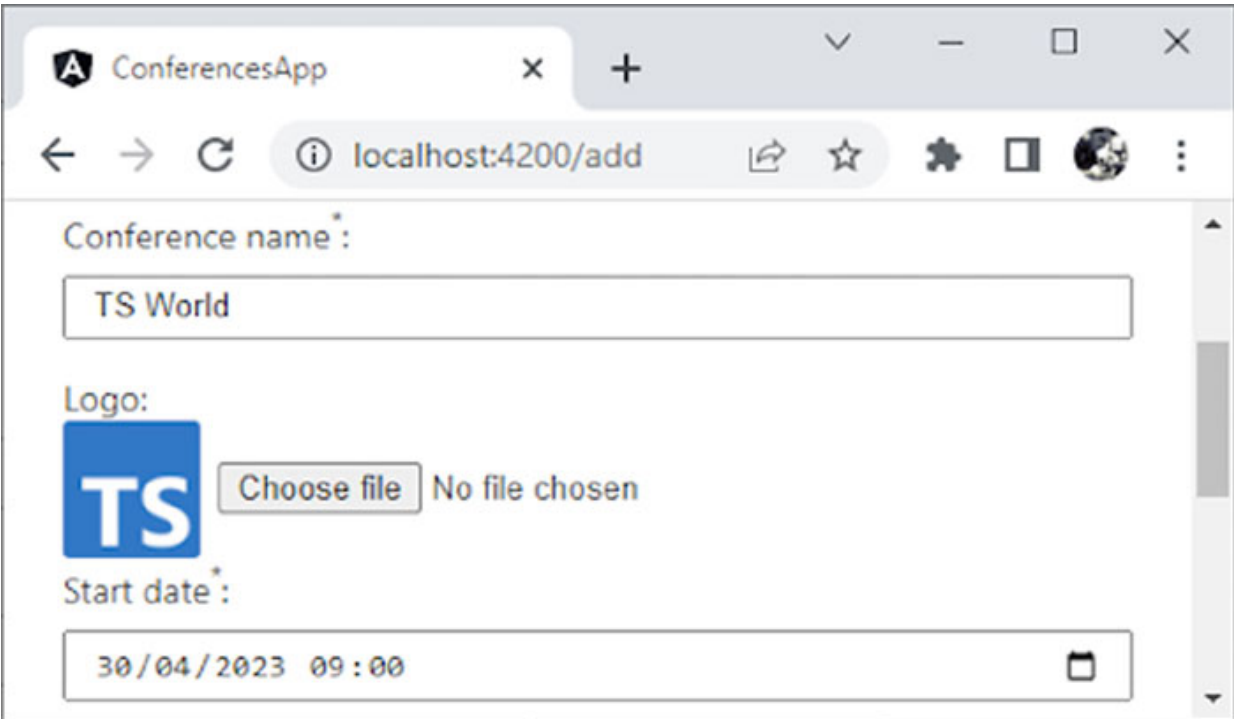 ConferencesApp
localhost:4200/add
Conference name*:
TS World
Logo:
TS
Choose file No file chosen
Start date*:
30/04/2023 09:00